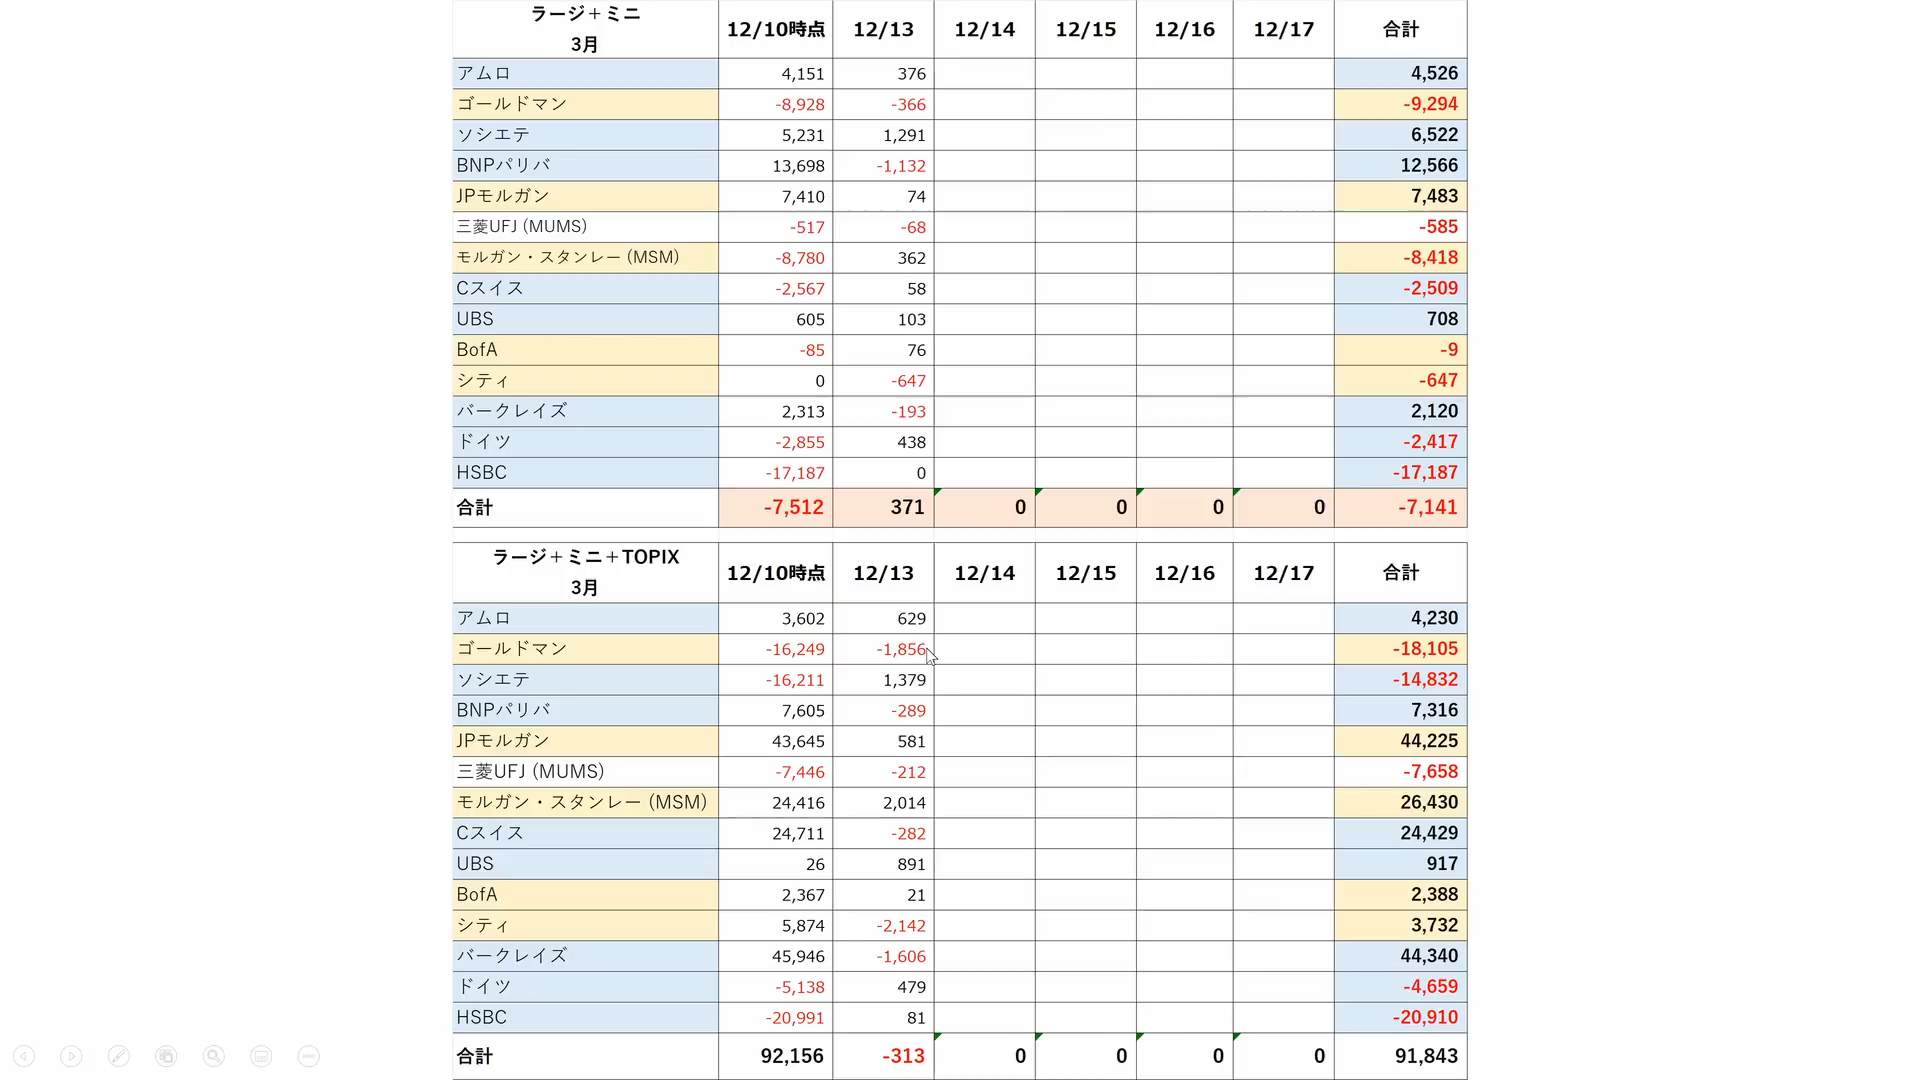 ラージ＋ミニ
3月 12/10時点 12/13 12/14 12/15 12/16 12/17 合計
アムロ 4,151 376 4,526
ゴールドマン -8,928 -366 -9,294
ソシエテ 5,231 1,291 6,522
BNPパリバ 13,698 -1,132 12,566
JPモルガン 7,410 74 7,483
三菱UFJ (MUMS) -517 -68 -585
モルガン・スタンレー (MSM) -8,780 362 -8,418
Cスイス -2,567 58 -2,509
UBS 605 103 708
BofA -85 76 -9
シティ 0 -647 -647
バークレイズ 2,313 -193 2,120
ドイツ -2,855 438 -2,417
HSBC -17,187 0 -17,187
合計 -7,512 371 0 0 0 0 -7,141
ラージ＋ミニ＋TOPIX
3月 12/10時点 12/13 12/14 12/15 12/16 12/17 合計
アムロ 3,602 629 4,230
ゴールドマン -16,249 -1,856 -18,105
ソシエテ -16,211 1,379 -14,832
BNPパリバ 7,605 -289 7,316
JPモルガン 43,645 581 44,225
三菱UFJ (MUMS) -7,446 -212 -7,658
モルガン・スタンレー (MSM) 24,416 2,014 26,430
Cスイス 24,711 -282 24,429
UBS 26 891 917
BofA 2,367 21 2,388
シティ 5,874 -2,142 3,732
バークレイズ 45,946 -1,606 44,340
ドイツ -5,138 479 -4,659
HSBC -20,991 81 -20,910
合計 92,156 -313 0 0 0 0 91,843